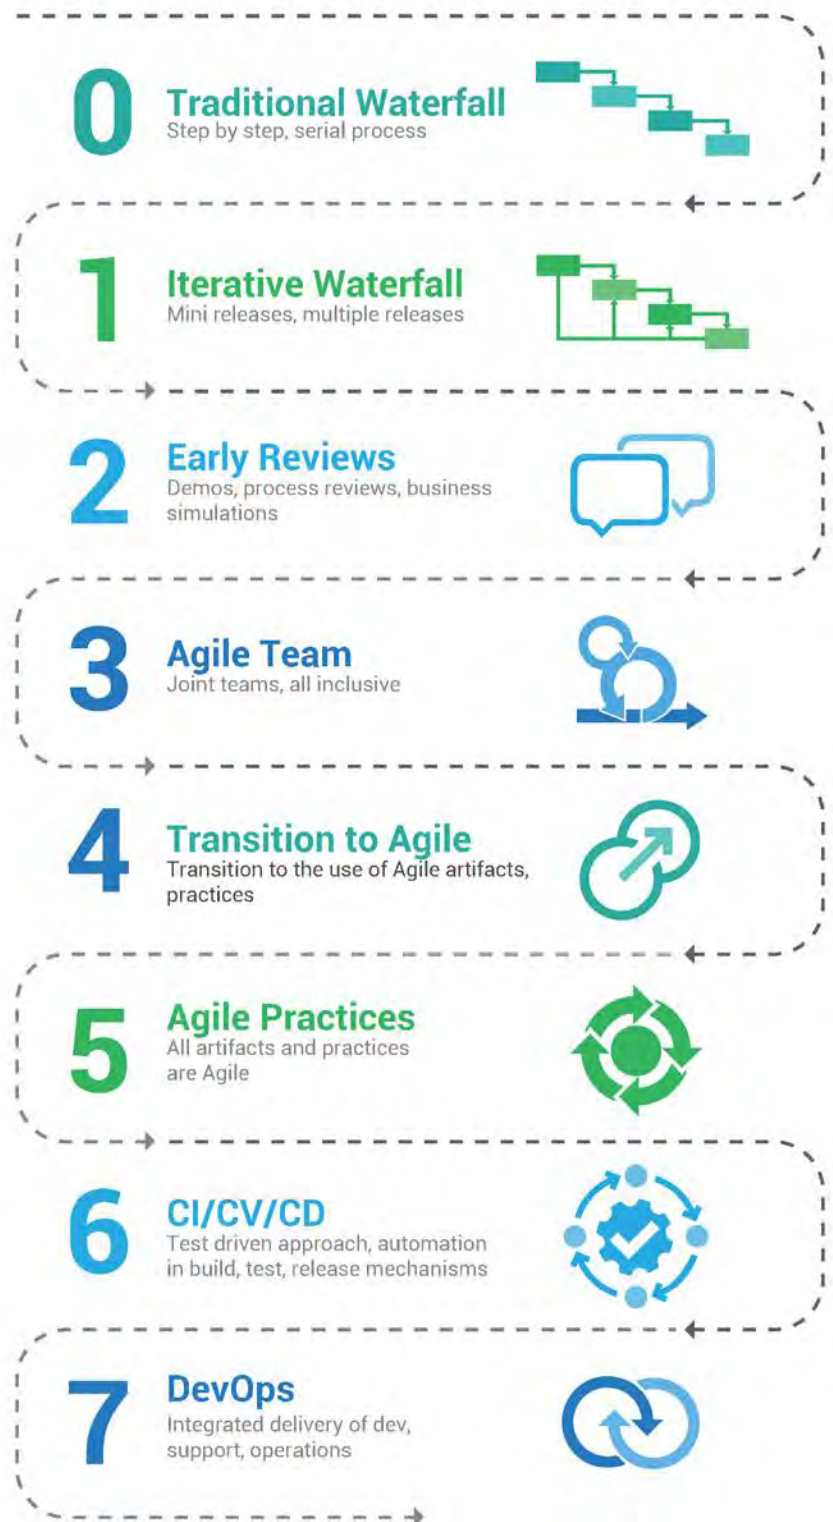 0
Traditional Waterfall
Step by step, serial process
1
Iterative Waterfall
Mini releases, multiple releases
2
Early Reviews
Demos, process reviews, business
simulations
3
Agile Team
Joint teams, all inclusive
4
Transition to Agile
Transition to the use of Agile artifacts,
practices
5
Agile Practices
All artifacts and practices
are Agile
6
CI/CV/CD
Test driven approach, automation
in build, test, release mechanisms
7
DevOps
Integrated delivery of dev,
support, operations